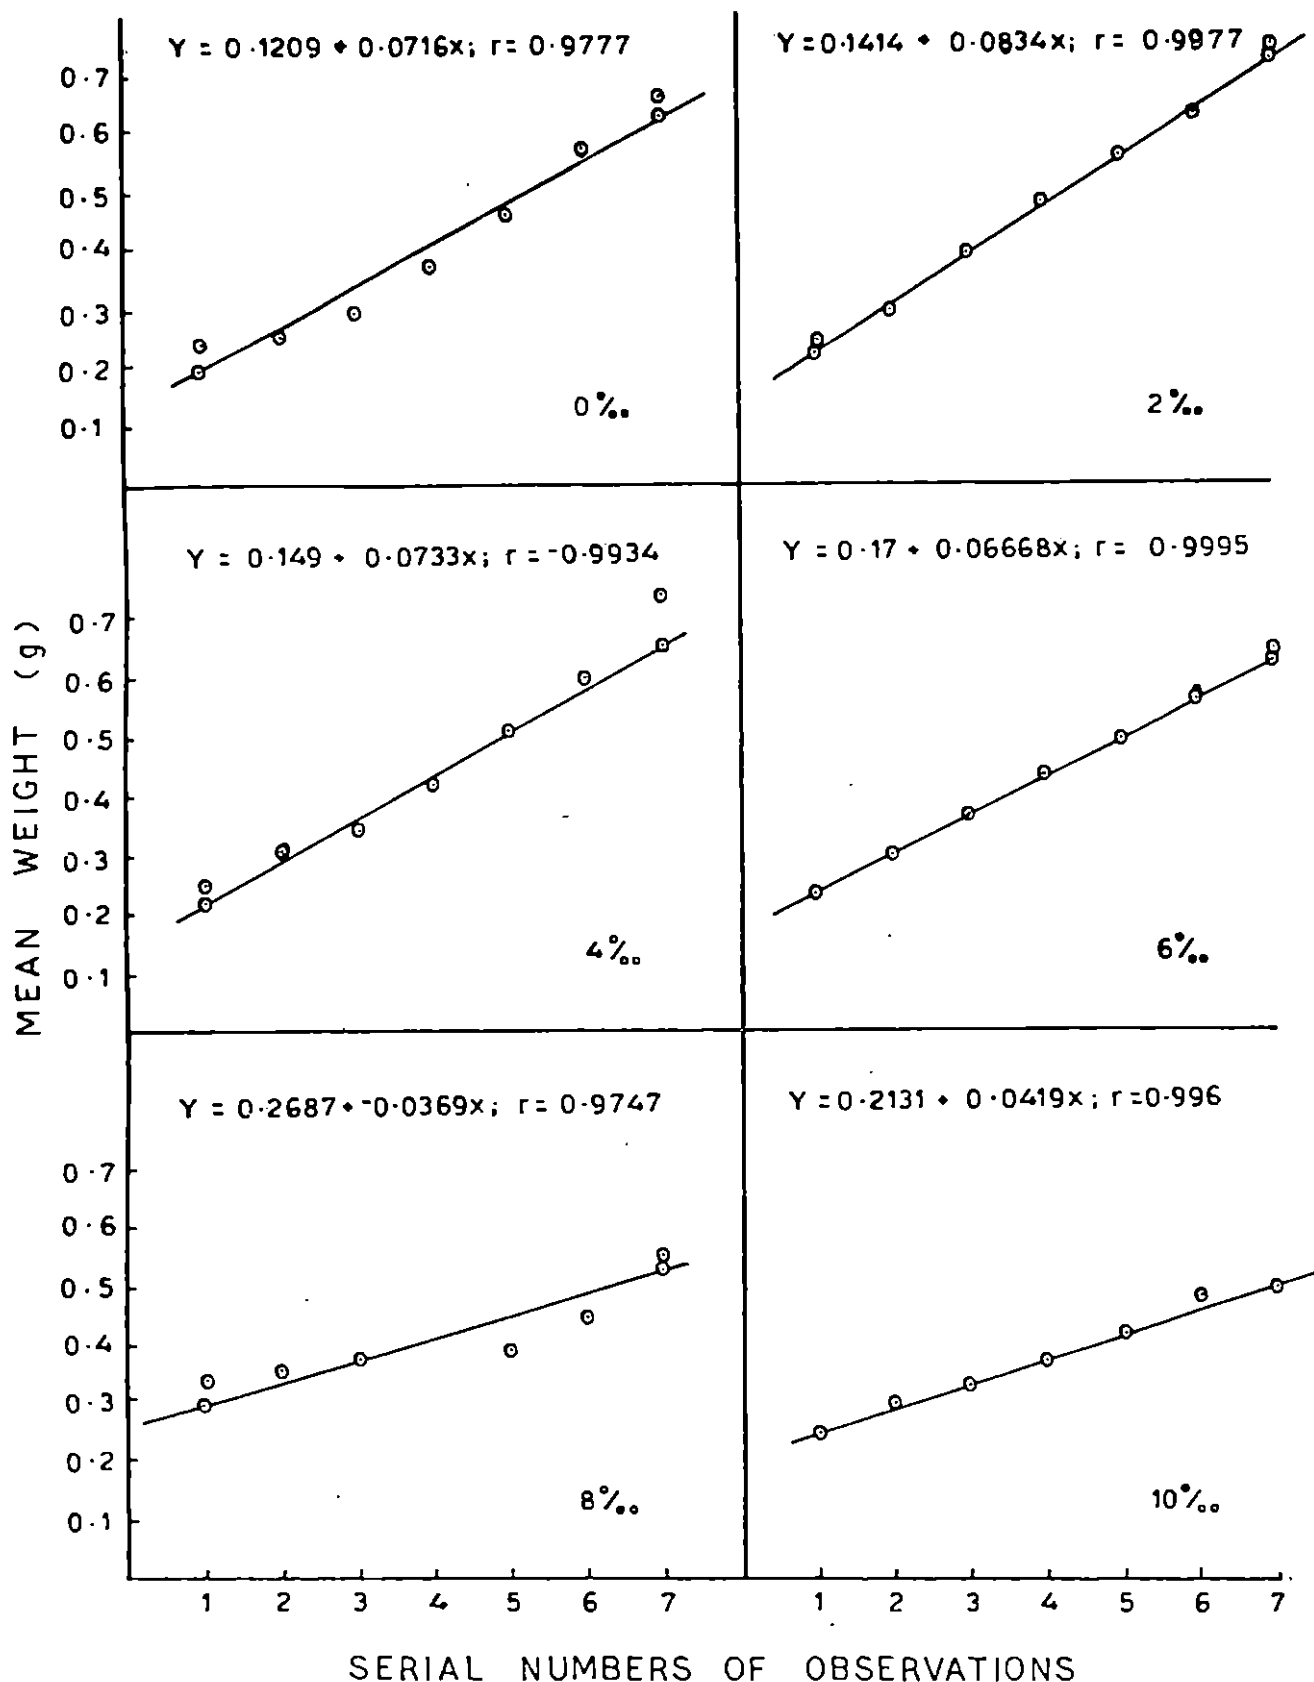 Y = 0.1209 + 0.0716x; r = 0.9777
Y=0.1414 + 0.0834x; r = 0.9977
0.7
0.6
0.5
0.4
0.3
0.2
0.1
0‰
2‰
Y = 0.149 + 0.0733x; r = -0.9934
Y = 0.17 + 0.06668x; r = 0.9995
0.7
0.6
0.5
0.4
0.3
0.2
0.1
4‰
6‰
Y = 0.2687+ -0.0369x; r= 0.9747
Y =0.2131 + 0.0419x; r=0.996
0.7
0.6
0.5
0.4
0.3
0.2
0.1
8‰
10‰
MEAN WEIGHT (g)
1 2 3 4 5 6 7
1 2 3 4 5 6 7
SERIAL NUMBERS OF OBSERVATIONS